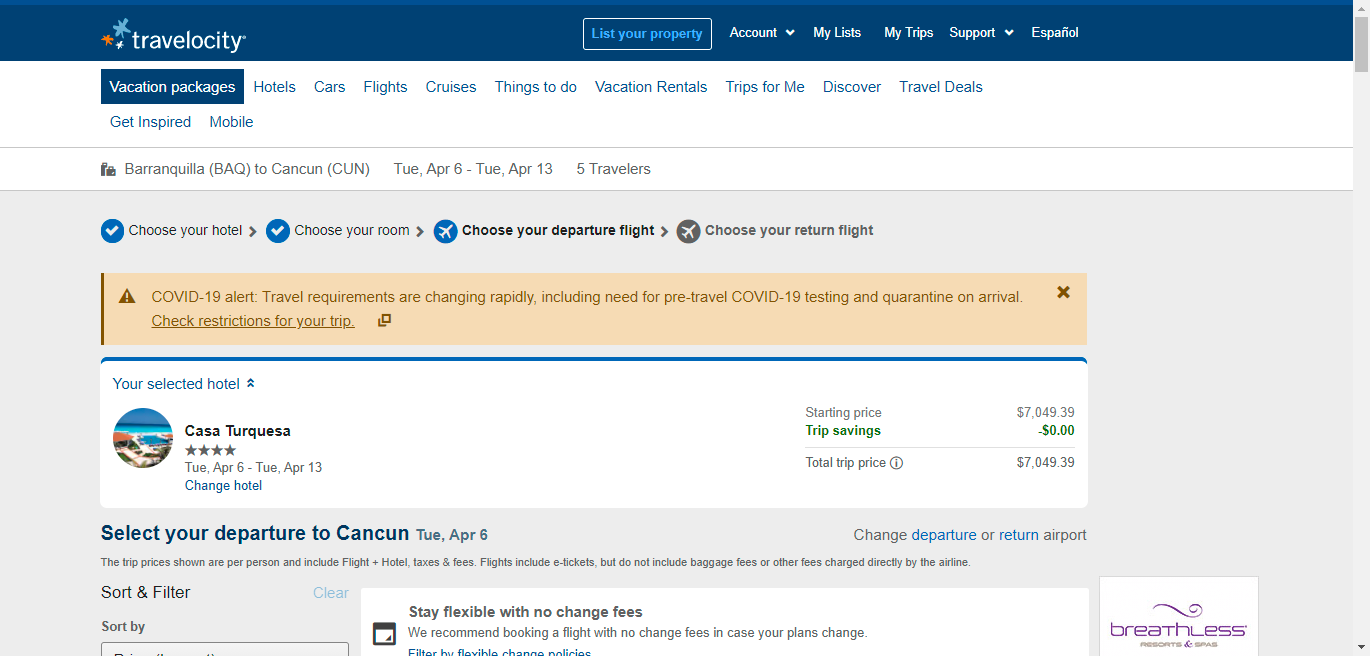 travelocity
List your property
Account
My Lists
My Trips
Support
Español
Vacation packages
Hotels
Cars
Flights
Cruises
Things to do
Vacation Rentals
Trips for Me
Discover
Travel Deals
Get Inspired
Mobile
Barranquilla (BAQ) to Cancun (CUN)
Tue, Apr 6 - Tue, Apr 13
5 Travelers
Choose your hotel
Choose your room
Choose your departure flight
Choose your return flight
COVID-19 alert: Travel requirements are changing rapidly, including need for pre-travel COVID-19 testing and quarantine on arrival.
Check restrictions for your trip.
Your selected hotel
Casa Turquesa
Tue, Apr 6 - Tue, Apr 13
Change hotel
Starting price $7,049.39
Trip savings -$0.00
Total trip price $7,049.39
Select your departure to Cancun Tue, Apr 6
Change departure or return airport
The trip prices shown are per person and include Flight + Hotel, taxes & fees. Flights include e-tickets, but do not include baggage fees or other fees charged directly by the airline.
Sort & Filter
Clear
Sort by
Stay flexible with no change fees
We recommend booking a flight with no change fees in case your plans change.
Filter by flexible change policies
breathless
RESORTS & SPAS